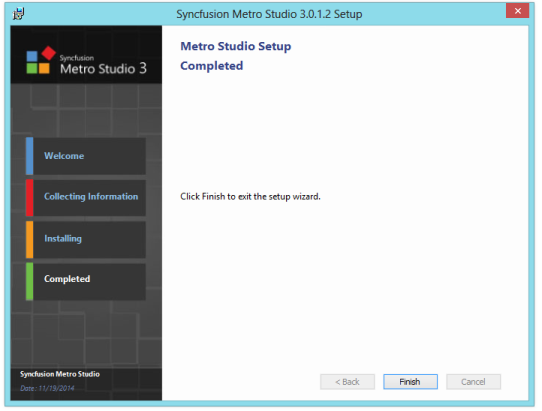 Syncfusion Metro Studio 3.0.1.2 Setup
Syncfusion
Metro Studio 3
Metro Studio Setup
Completed
Welcome
Collecting Information
Installing
Completed
Click Finish to exit the setup wizard.
Syncfusion Metro Studio
Date: 11/19/2014
< Back
Finish
Cancel